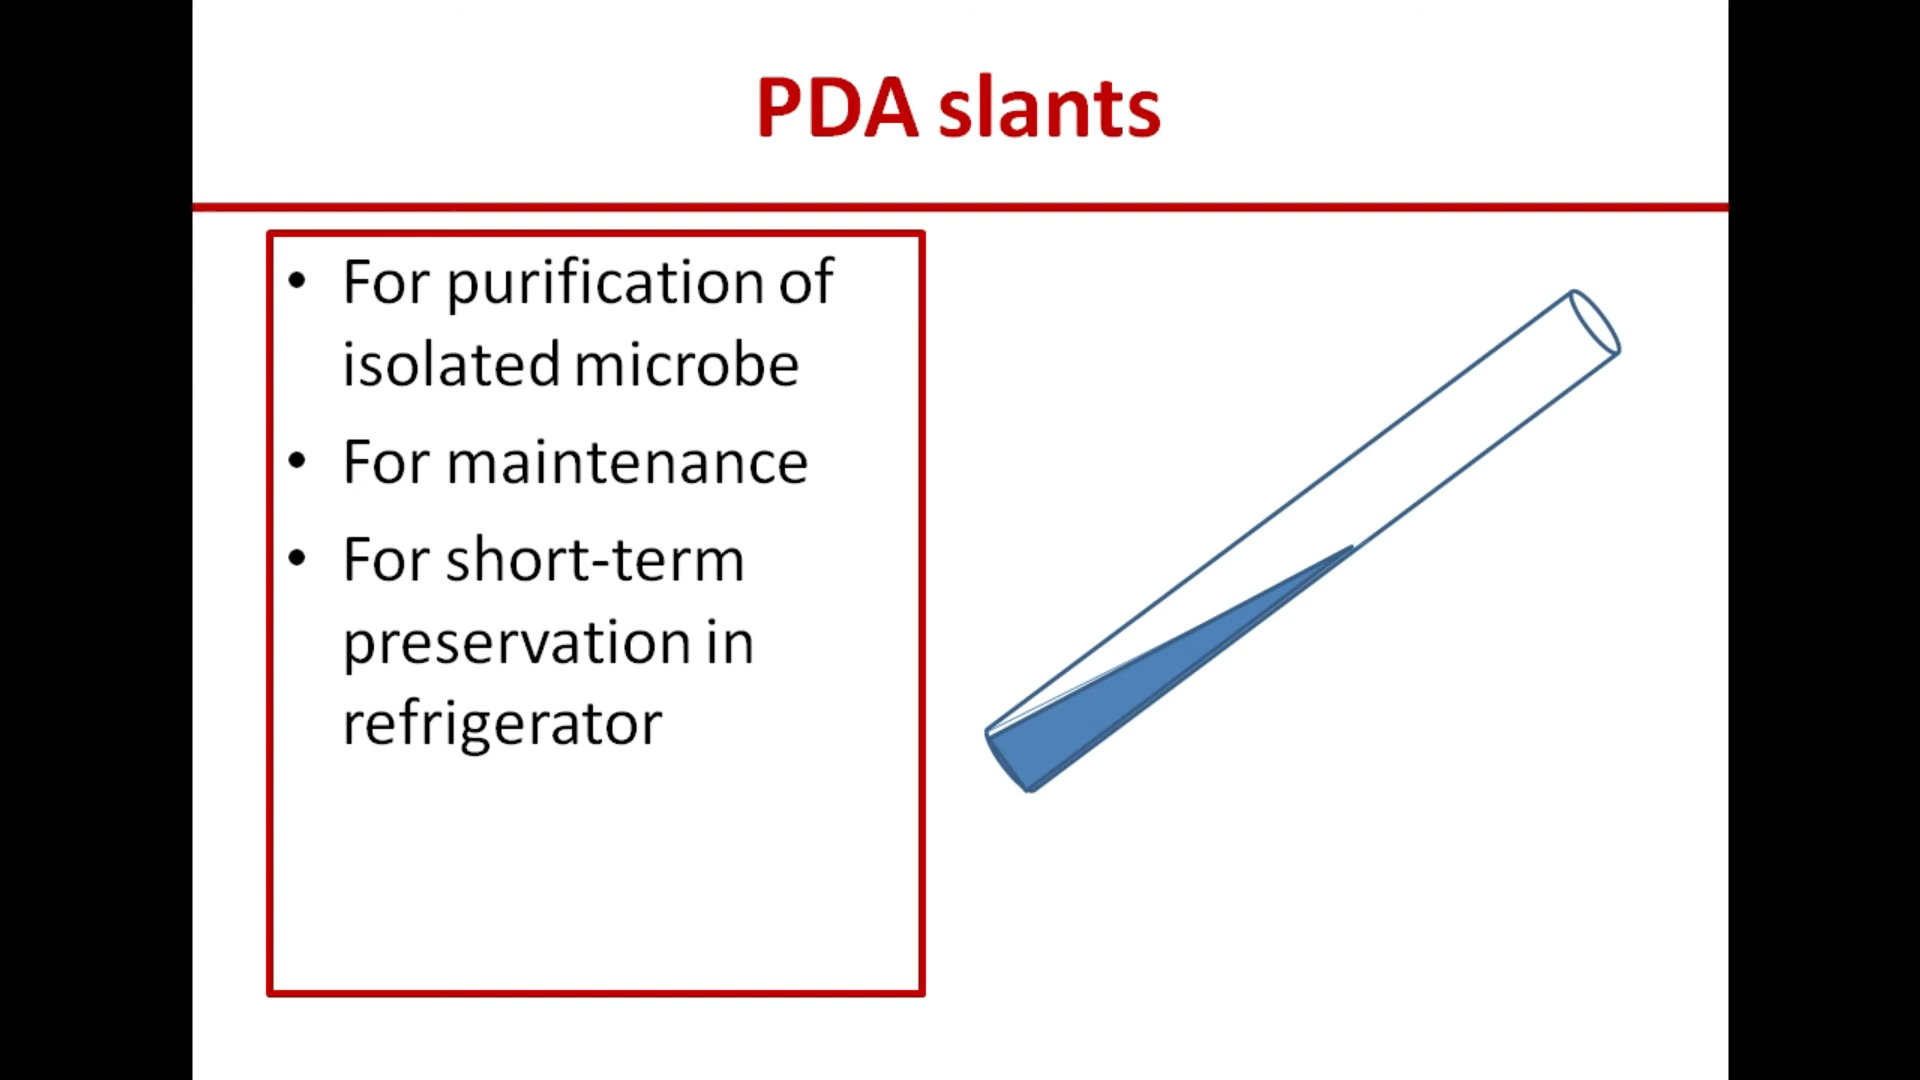 PDA slants
• For purification of
isolated microbe
• For maintenance
• For short-term
preservation in
refrigerator